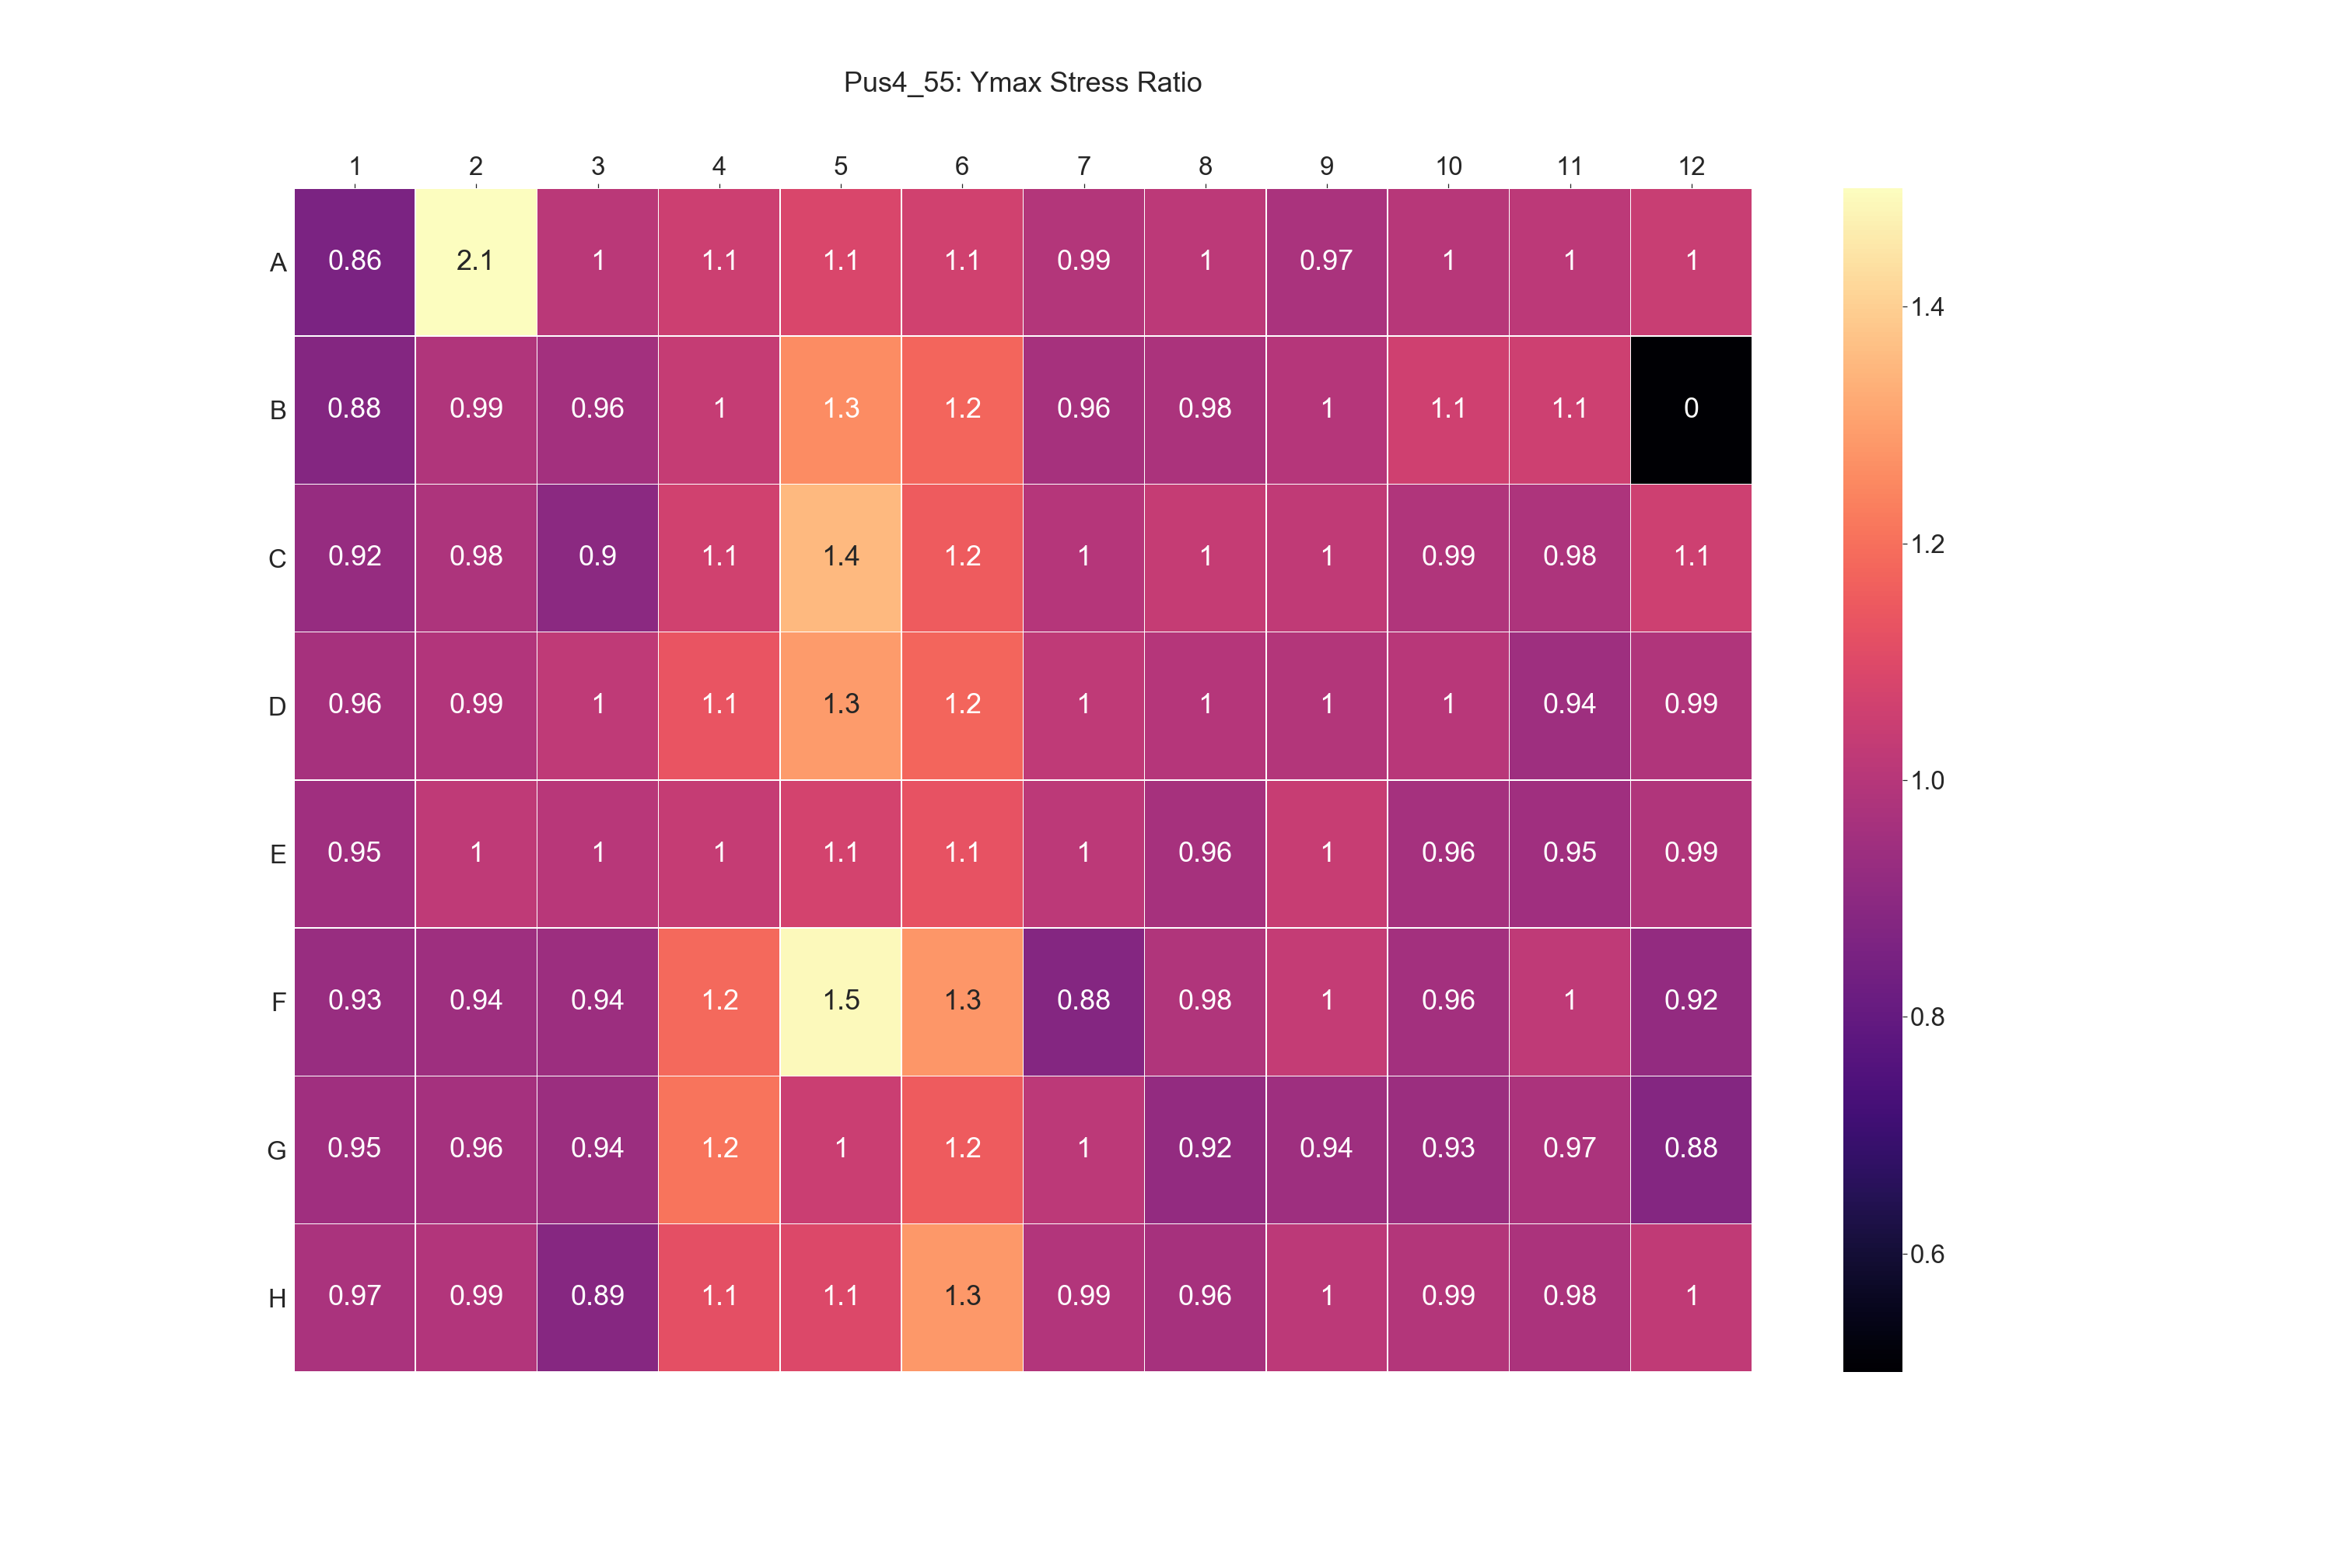 Pus4_55: Ymax Stress Ratio
1 2 3 4 5 6 7 8 9 10 11 12
A 0.86 2.1 1 1.1 1.1 1.1 0.99 1 0.97 1 1 1
1.4
B 0.88 0.99 0.96 1 1.3 1.2 0.96 0.98 1 1.1 1.1 0
C 0.92 0.98 0.9 1.1 1.4 1.2 1 1 1 0.99 0.98 1.1
1.2
D 0.96 0.99 1 1.1 1.3 1.2 1 1 1 1 0.94 0.99
1.0
E 0.95 1 1 1 1.1 1.1 1 0.96 1 0.96 0.95 0.99
F 0.93 0.94 0.94 1.2 1.5 1.3 0.88 0.98 1 0.96 1 0.92
0.8
G 0.95 0.96 0.94 1.2 1 1.2 1 0.92 0.94 0.93 0.97 0.88
0.6
H 0.97 0.99 0.89 1.1 1.1 1.3 0.99 0.96 1 0.99 0.98 1